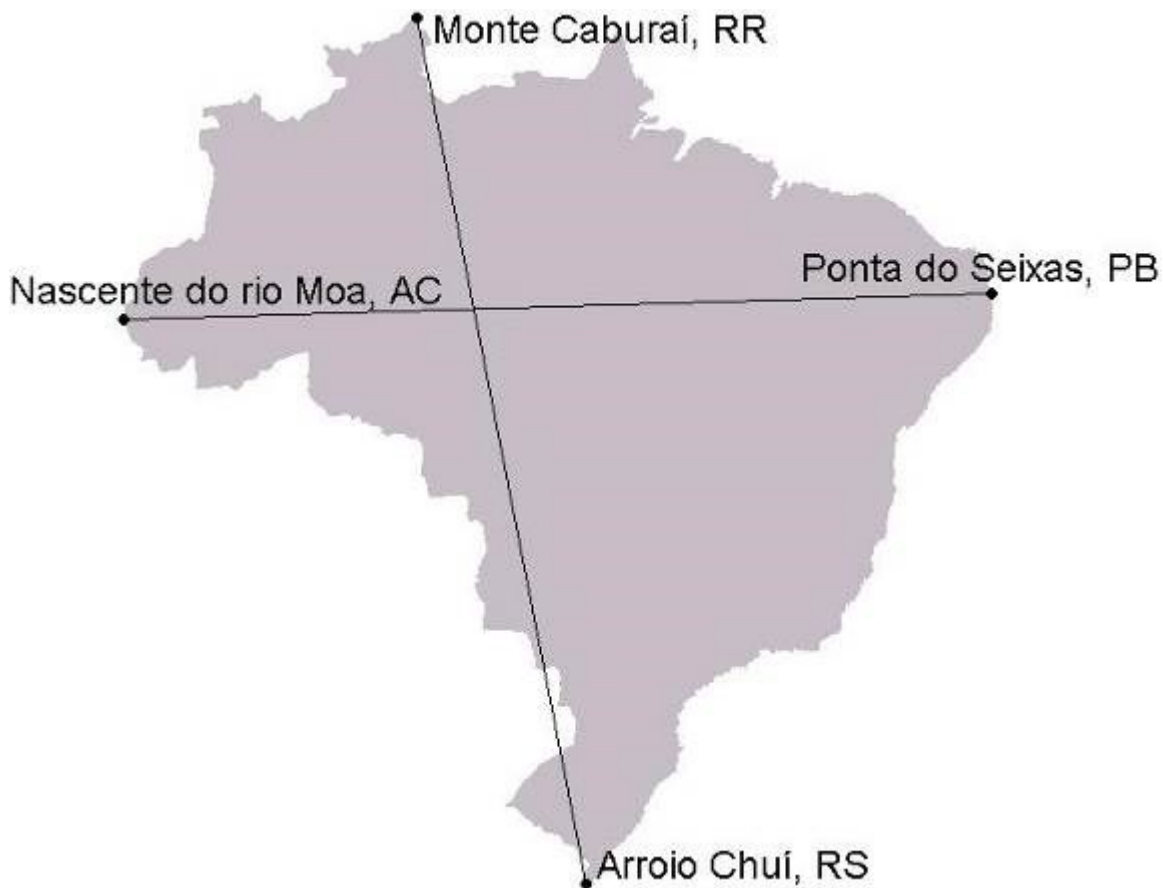 Monte Caburaí, RR
Ponta do Seixas, PB
Nascente do rio Moa, AC
Arroio Chuí, RS